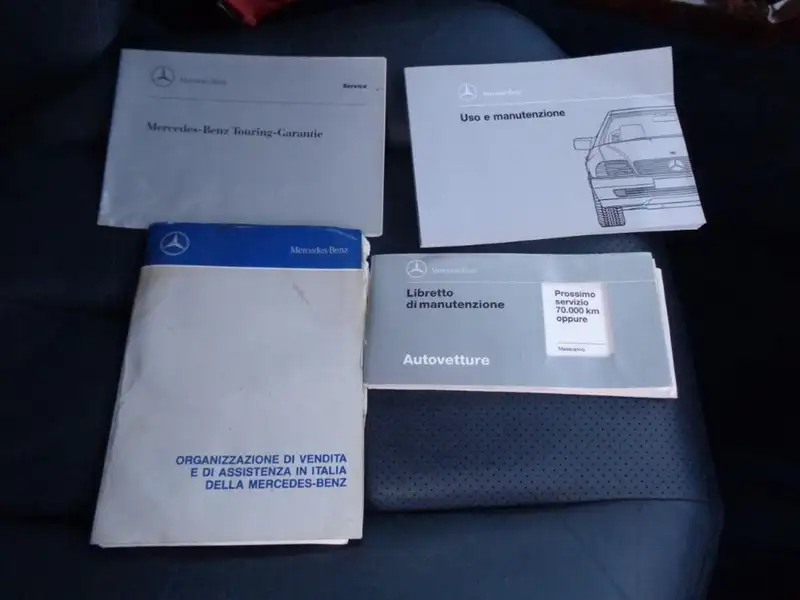 Mercedes-Benz
Service
Mercedes-Benz Touring-Garantie
Mercedes-Benz
Uso e manutenzione
Mercedes-Benz
ORGANIZZAZIONE DI VENDITA
E DI ASSISTENZA IN ITALIA
DELLA MERCEDES-BENZ
Mercedes-Benz
Libretto
di manutenzione
Prossimo
servizio
70.000 km
oppure
Autovetture